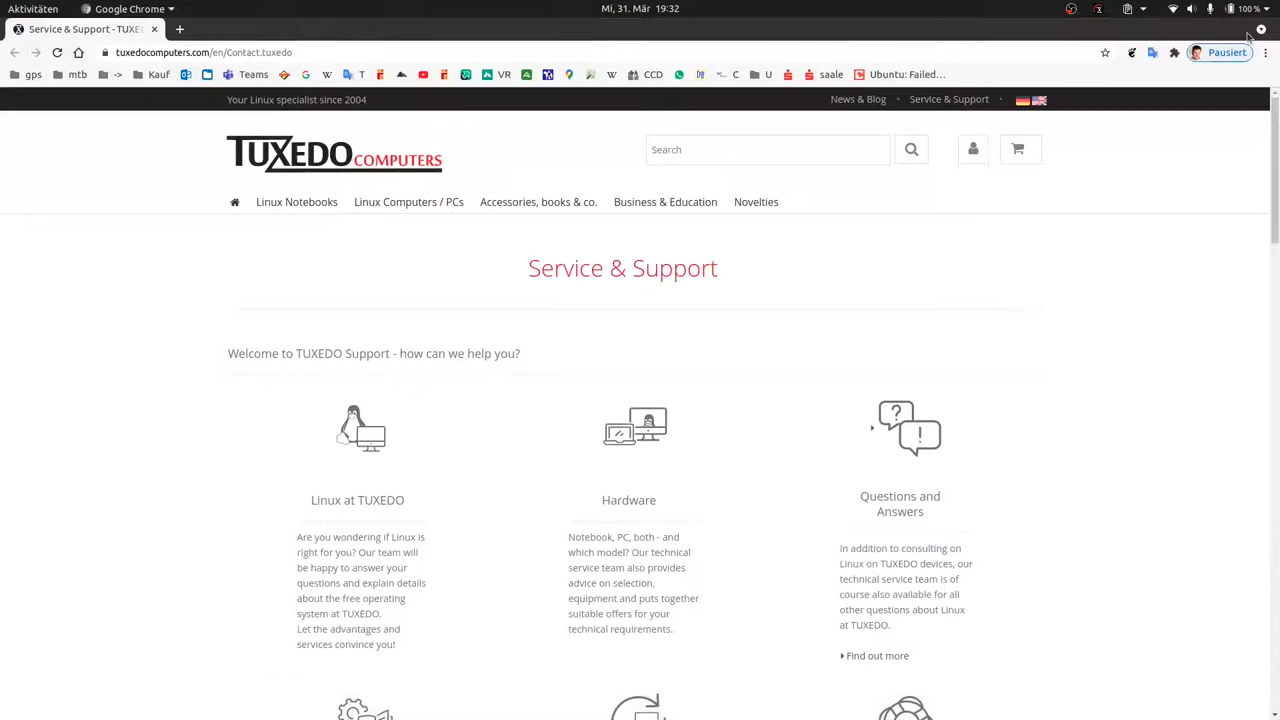 Aktivitäten
Google Chrome
Mi, 31. Mär 19:32
100 %
Service & Support - TUXE
tuxedocomputers.com/en/Contact.tuxedo
Pausiert
gps
mtb
->
Kauf
Teams
T
VR
CCD
C
U
saale
Ubuntu: Failed...
Your Linux specialist since 2004
News & Blog
Service & Support
TUXEDO COMPUTERS
Search
Linux Notebooks
Linux Computers / PCs
Accessories, books & co.
Business & Education
Novelties
Service & Support
Welcome to TUXEDO Support - how can we help you?
Linux at TUXEDO
Are you wondering if Linux is
right for you? Our team will
be happy to answer your
questions and explain details
about the free operating
system at TUXEDO.
Let the advantages and
services convince you!
Hardware
Notebook, PC, both - and
which model? Our technical
service team also provides
advice on selection,
equipment and puts together
suitable offers for your
technical requirements.
Questions and
Answers
In addition to consulting on
Linux on TUXEDO devices, our
technical service team is of
course also available for all
other questions about Linux
at TUXEDO.
Find out more